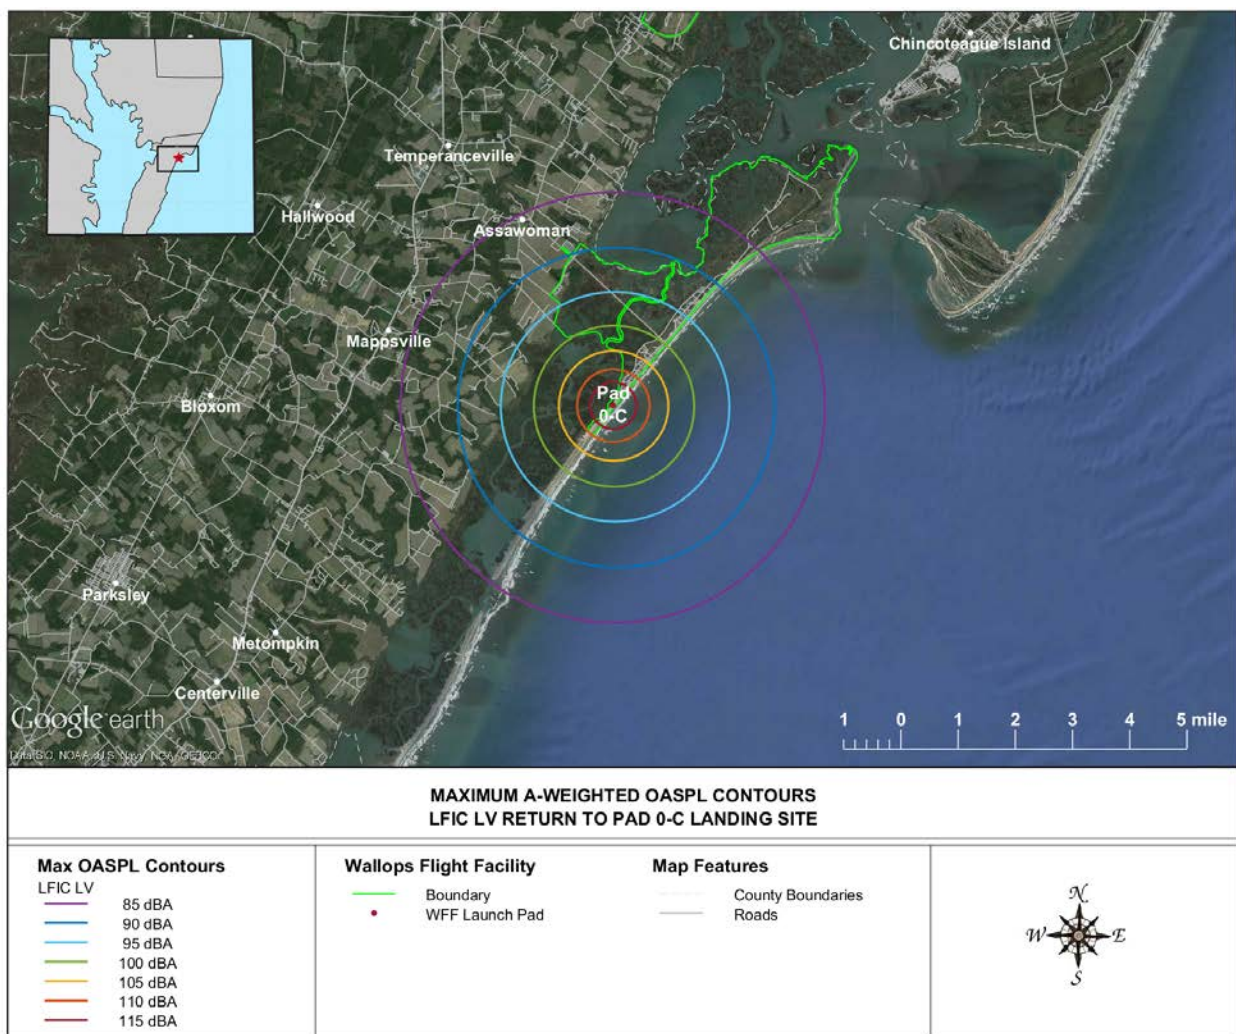 Chincoteague Island
Temperanceville
Hallwood
Assawoman
Mappsville
Bloxom
Pad
0-C
Parksley
Metompkin
Centerville
Google earth
1 0 1 2 3 4 5 mile
MAXIMUM A-WEIGHTED OASPL CONTOURS
LFIC LV RETURN TO PAD 0-C LANDING SITE
Max OASPL Contours
LFIC LV
85 dBA
90 dBA
95 dBA
100 dBA
105 dBA
110 dBA
115 dBA
Wallops Flight Facility
Boundary
WFF Launch Pad
Map Features
County Boundaries
Roads
N
W E
S